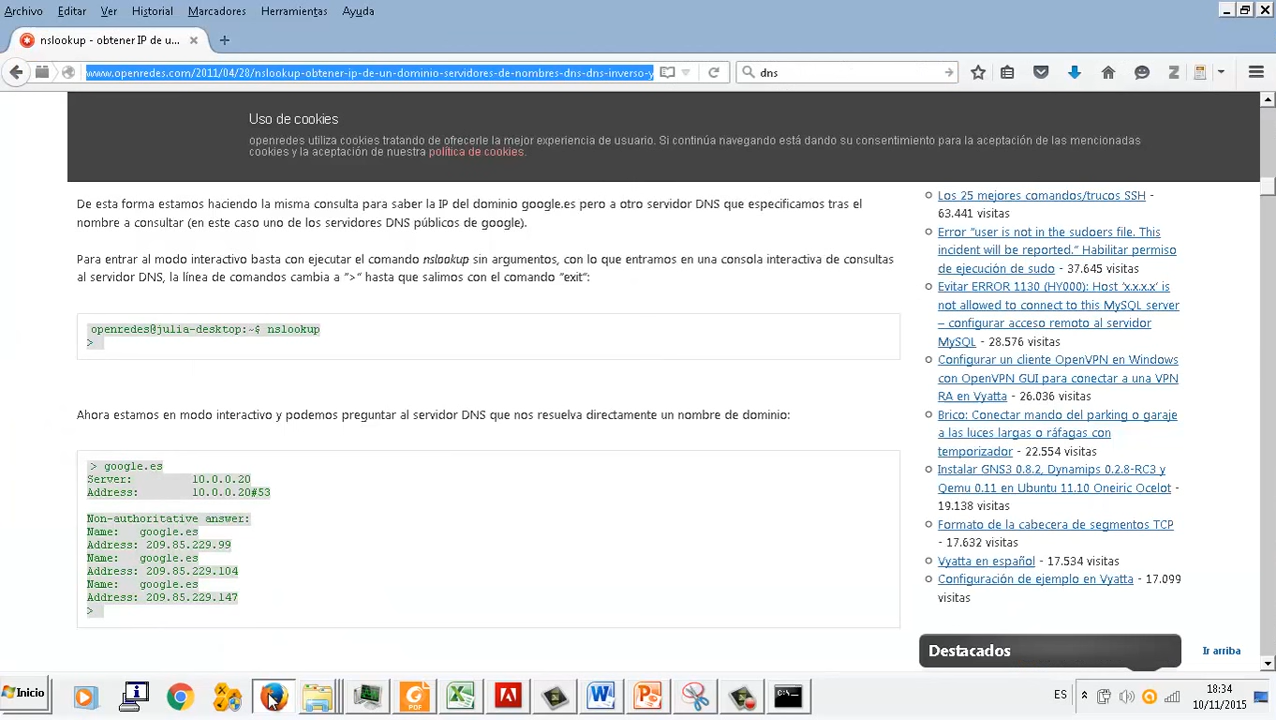 Archivo Editar Ver Historial Marcadores Herramientas Ayuda
nslookup - obtener IP de u...
www.openredes.com/2011/04/28/nslookup-obtener-ip-de-un-dominio-servidores-de-nombres-dns-dns-inverso-y
dns
Uso de cookies
openredes utiliza cookies tratando de ofrecerle la mejor experiencia de usuario. Si continúa navegando está dando su consentimiento para la aceptación de las mencionadas
cookies y la aceptación de nuestra política de cookies.
De esta forma estamos haciendo la misma consulta para saber la IP del dominio google.es pero a otro servidor DNS que especificamos tras el
nombre a consultar (en este caso uno de los servidores DNS públicos de google).
Para entrar al modo interactivo basta con ejecutar el comando nslookup sin argumentos, con lo que entramos en una consola interactiva de consultas
al servidor DNS, la línea de comandos cambia a ">" hasta que salimos con el comando "exit":
openredes@julia-desktop:~$ nslookup
>
Ahora estamos en modo interactivo y podemos preguntar al servidor DNS que nos resuelva directamente un nombre de dominio:
> google.es
Server: 10.0.0.20
Address: 10.0.0.20#53
Non-authoritative answer:
Name: google.es
Address: 209.85.229.99
Name: google.es
Address: 209.85.229.104
Name: google.es
Address: 209.85.229.147
>
Los 25 mejores comandos/trucos SSH -
63.441 visitas
Error "user is not in the sudoers file. This
incident will be reported." Habilitar permiso
de ejecución de sudo - 37.645 visitas
Evitar ERROR 1130 (HY000): Host 'x.x.x.x' is
not allowed to connect to this MySQL server
– configurar acceso remoto al servidor
MySQL - 28.576 visitas
Configurar un cliente OpenVPN en Windows
con OpenVPN GUI para conectar a una VPN
RA en Vyatta - 26.036 visitas
Brico: Conectar mando del parking o garaje
a las luces largas o ráfagas con
temporizador - 22.554 visitas
Instalar GNS3 0.8.2, Dynamips 0.2.8-RC3 y
Qemu 0.11 en Ubuntu 11.10 Oneiric Ocelot -
19.138 visitas
Formato de la cabecera de segmentos TCP
- 17.632 visitas
Vyatta en español - 17.534 visitas
Configuración de ejemplo en Vyatta - 17.099
visitas
Destacados
Ir arriba
Inicio
PDF
ES
18:34
10/11/2015